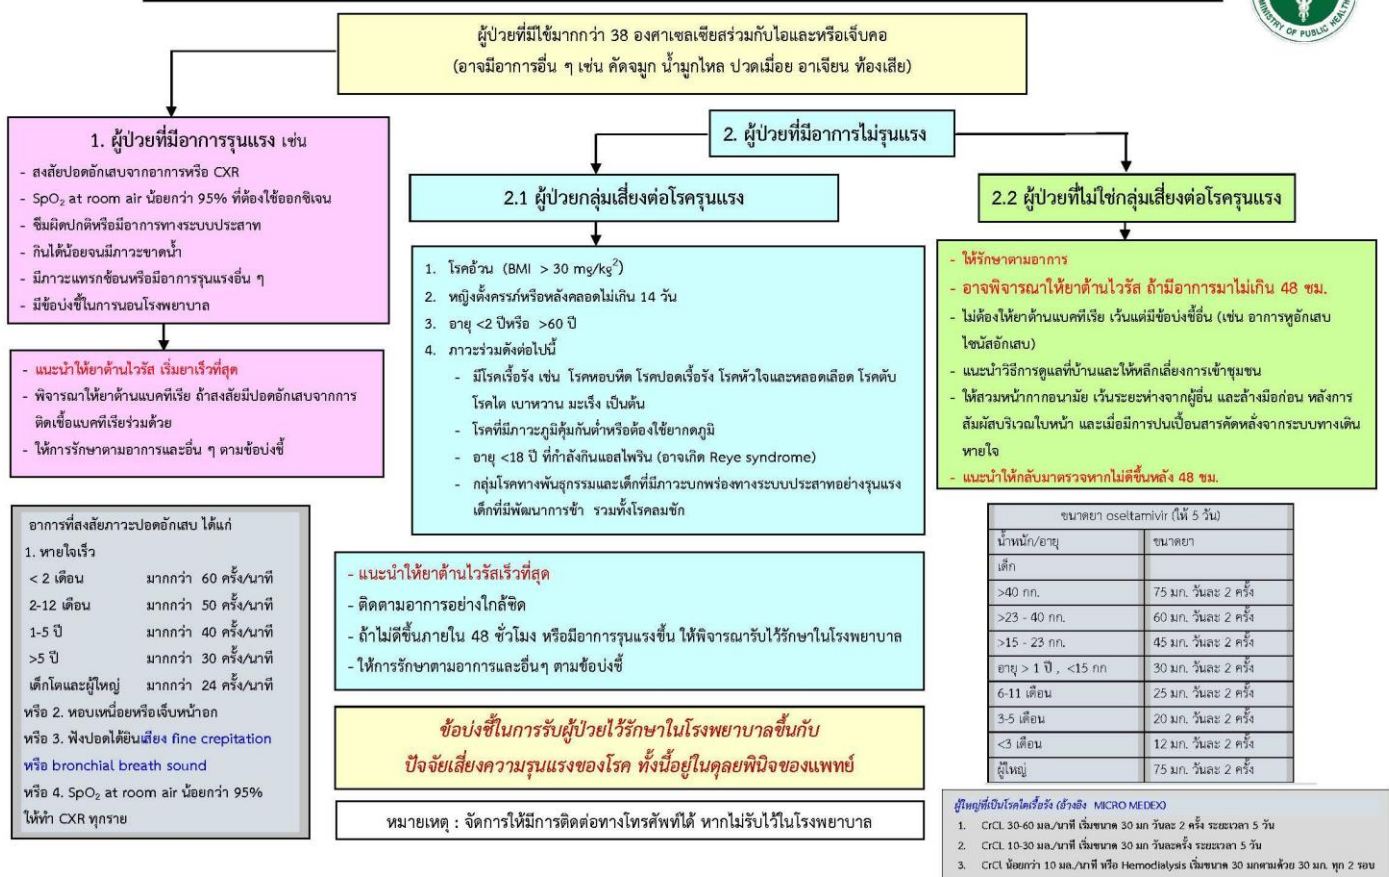 MINISTRY OF PUBLIC HEALTH
ผู้ป่วยที่มีไข้มากกว่า 38 องศาเซลเซียสร่วมกับไอและหรือเจ็บคอ
(อาจมีอาการอื่น ๆ เช่น คัดจมูก น้ำมูกไหล ปวดเมื่อย อาเจียน ท้องเสีย)
1. ผู้ป่วยที่มีอาการรุนแรง เช่น
- สงสัยปอดอักเสบจากอาการหรือ CXR
- SpO₂ at room air น้อยกว่า 95% ที่ต้องใช้ออกซิเจน
- ซึมผิดปกติหรือมีอาการทางระบบประสาท
- กินได้น้อยจนมีภาวะขาดน้ำ
- มีภาวะแทรกซ้อนหรือมีอาการรุนแรงอื่น ๆ
- มีข้อบ่งชี้ในการนอนโรงพยาบาล
- แนะนำให้ยาต้านไวรัส เริ่มยาเร็วที่สุด
- พิจารณาให้ยาต้านแบคทีเรีย ถ้าสงสัยมีปอดอักเสบจากการ
ติดเชื้อแบคทีเรียร่วมด้วย
- ให้การรักษาตามอาการและอื่น ๆ ตามข้อบ่งชี้
อาการที่สงสัยภาวะปอดอักเสบ ได้แก่
1. หายใจเร็ว
< 2 เดือน มากกว่า 60 ครั้ง/นาที
2-12 เดือน มากกว่า 50 ครั้ง/นาที
1-5 ปี มากกว่า 40 ครั้ง/นาที
>5 ปี มากกว่า 30 ครั้ง/นาที
เด็กโตและผู้ใหญ่ มากกว่า 24 ครั้ง/นาที
หรือ 2. หอบเหนื่อยหรือเจ็บหน้าอก
หรือ 3. ฟังปอดได้ยินเสียง fine crepitation
หรือ bronchial breath sound
หรือ 4. SpO₂ at room air น้อยกว่า 95%
ให้ทำ CXR ทุกราย
2. ผู้ป่วยที่มีอาการไม่รุนแรง
2.1 ผู้ป่วยกลุ่มเสี่ยงต่อโรครุนแรง
1. โรคอ้วน (BMI > 30 mg/kg²)
2. หญิงตั้งครรภ์หรือหลังคลอดไม่เกิน 14 วัน
3. อายุ <2 ปีหรือ >60 ปี
4. ภาวะร่วมดังต่อไปนี้
- มีโรคเรื้อรัง เช่น โรคหอบหืด โรคปอดเรื้อรัง โรคหัวใจและหลอดเลือด โรคตับ
โรคไต เบาหวาน มะเร็ง เป็นต้น
- โรคที่มีภาวะภูมิคุ้มกันต่ำหรือต้องใช้ยากดภูมิ
- อายุ <18 ปี ที่กำลังกินแอสไพริน (อาจเกิด Reye syndrome)
- กลุ่มโรคทางพันธุกรรมและเด็กที่มีภาวะบกพร่องทางระบบประสาทอย่างรุนแรง
เด็กที่มีพัฒนาการช้า รวมทั้งโรคลมชัก
- แนะนำให้ยาต้านไวรัสเร็วที่สุด
- ติดตามอาการอย่างใกล้ชิด
- ถ้าไม่ดีขึ้นภายใน 48 ชั่วโมง หรือมีอาการรุนแรงขึ้น ให้พิจารณารับไว้รักษาในโรงพยาบาล
- ให้การรักษาตามอาการและอื่นๆ ตามข้อบ่งชี้
ข้อบ่งชี้ในการรับผู้ป่วยไว้รักษาในโรงพยาบาลขึ้นกับ
ปัจจัยเสี่ยงความรุนแรงของโรค ทั้งนี้อยู่ในดุลยพินิจของแพทย์
หมายเหตุ : จัดการให้มีการติดต่อทางโทรศัพท์ได้ หากไม่รับไว้ในโรงพยาบาล
2.2 ผู้ป่วยที่ไม่ใช่กลุ่มเสี่ยงต่อโรครุนแรง
- ให้รักษาตามอาการ
- อาจพิจารณาให้ยาต้านไวรัส ถ้ามีอาการมาไม่เกิน 48 ชม.
- ไม่ต้องให้ยาต้านแบคทีเรีย เว้นแต่มีข้อบ่งชี้อื่น (เช่น อาการหูอักเสบ
ไซนัสอักเสบ)
- แนะนำวิธีการดูแลที่บ้านและให้หลีกเลี่ยงการเข้าชุมชน
- ให้สวมหน้ากากอนามัย เว้นระยะห่างจากผู้อื่น และล้างมือก่อน หลังการ
สัมผัสบริเวณใบหน้า และเมื่อมีการปนเปื้อนสารคัดหลั่งจากระบบทางเดิน
หายใจ
- แนะนำให้กลับมาตรวจหากไม่ดีขึ้นหลัง 48 ชม.
ขนาดยา oseltamivir (ให้ 5 วัน)
น้ำหนัก/อายุ ขนาดยา
เด็ก
>40 กก. 75 มก. วันละ 2 ครั้ง
>23 - 40 กก. 60 มก. วันละ 2 ครั้ง
>15 - 23 กก. 45 มก. วันละ 2 ครั้ง
อายุ > 1 ปี , <15 กก 30 มก. วันละ 2 ครั้ง
6-11 เดือน 25 มก. วันละ 2 ครั้ง
3-5 เดือน 20 มก. วันละ 2 ครั้ง
<3 เดือน 12 มก. วันละ 2 ครั้ง
ผู้ใหญ่ 75 มก. วันละ 2 ครั้ง
ผู้ใหญ่ที่เป็นโรคไตเรื้อรัง (อ้างอิง MICRO MEDEX)
1. CrCL 30-60 มล./นาที เริ่มขนาด 30 มก วันละ 2 ครั้ง ระยะเวลา 5 วัน
2. CrCL 10-30 มล./นาที เริ่มขนาด 30 มก วันละครั้ง ระยะเวลา 5 วัน
3. CrCl น้อยกว่า 10 มล./นาที หรือ Hemodialysis เริ่มขนาด 30 มกตามด้วย 30 มก. ทุก 2 รอบ